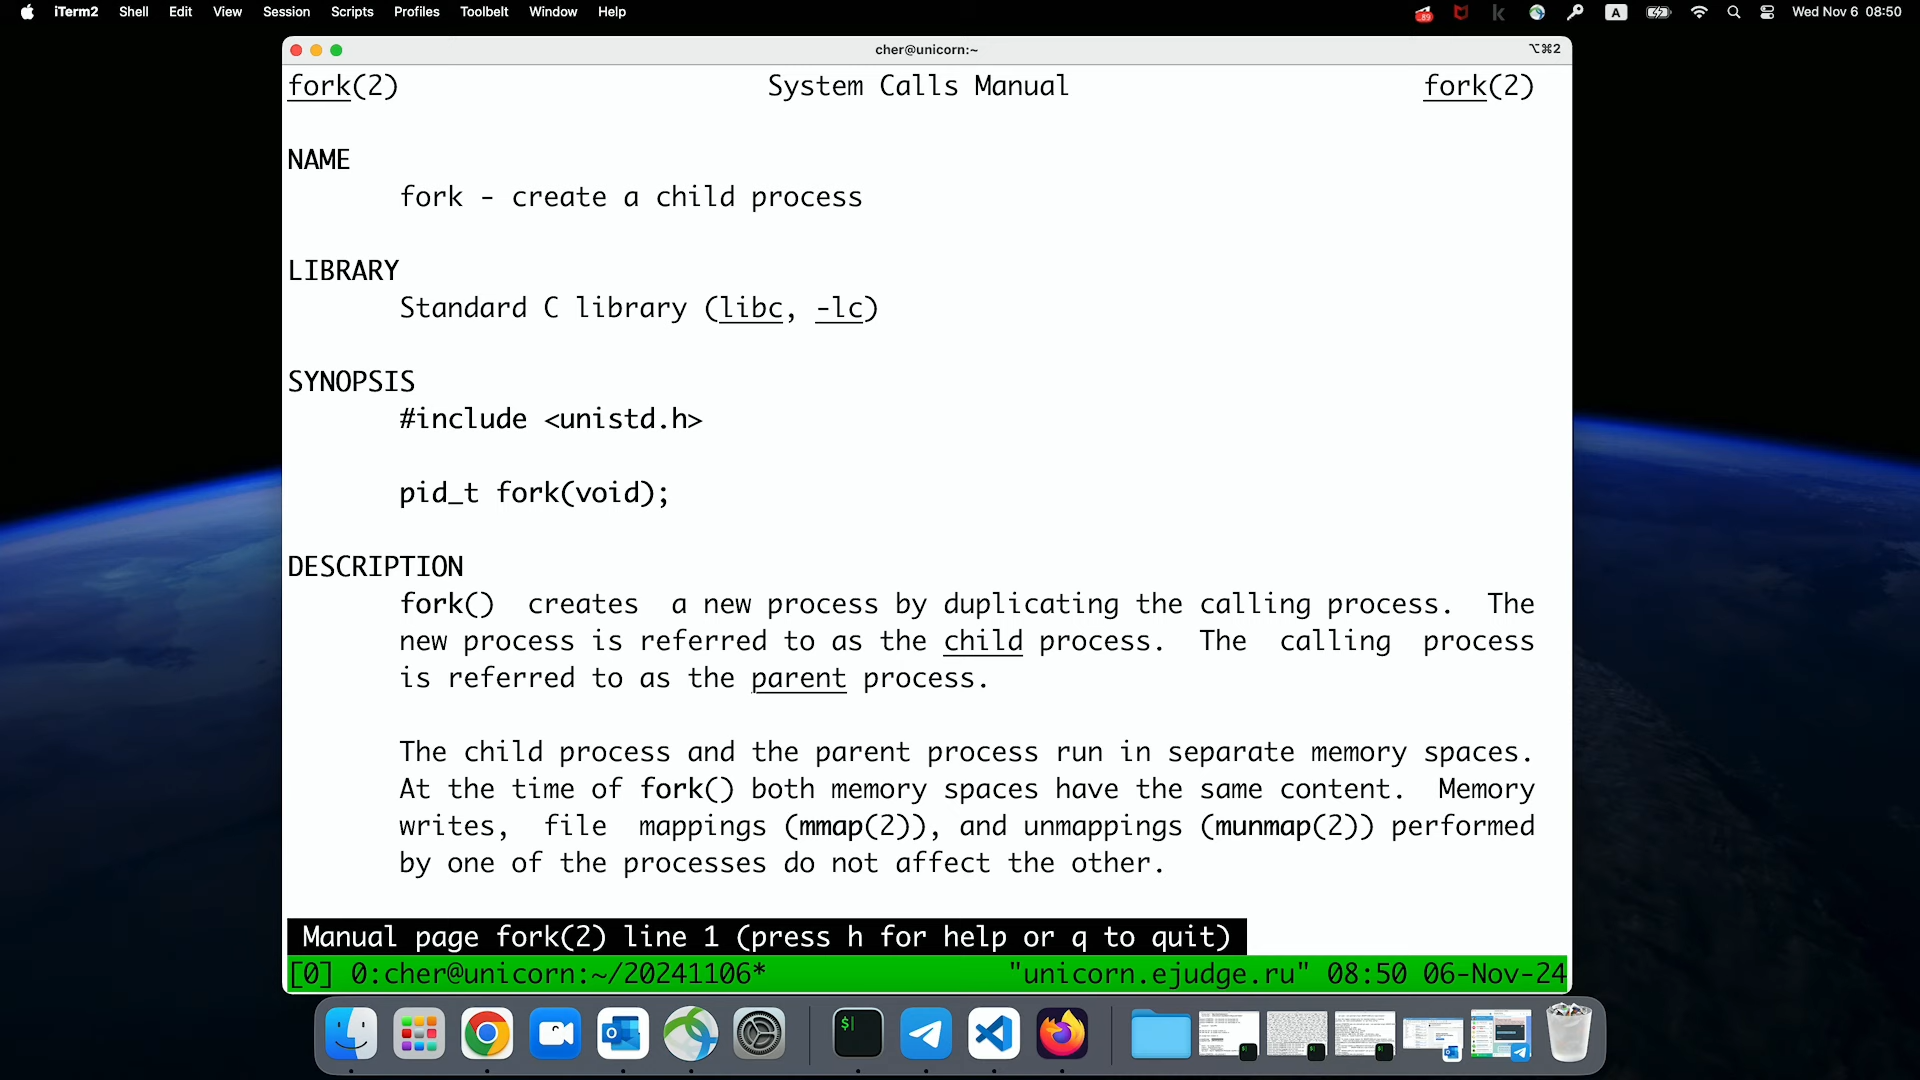 iTerm2 Shell Edit View Session Scripts Profiles Toolbelt Window Help A Wed Nov 6 08:50
cher@unicorn:~ ⌥⌘2
fork(2) System Calls Manual fork(2)
NAME
fork - create a child process
LIBRARY
Standard C library (libc, -lc)
SYNOPSIS
#include <unistd.h>
pid_t fork(void);
DESCRIPTION
fork() creates a new process by duplicating the calling process. The
new process is referred to as the child process. The calling process
is referred to as the parent process.
The child process and the parent process run in separate memory spaces.
At the time of fork() both memory spaces have the same content. Memory
writes, file mappings (mmap(2)), and unmappings (munmap(2)) performed
by one of the processes do not affect the other.
Manual page fork(2) line 1 (press h for help or q to quit)
[0] 0:cher@unicorn:~/20241106* "unicorn.ejudge.ru" 08:50 06-Nov-24